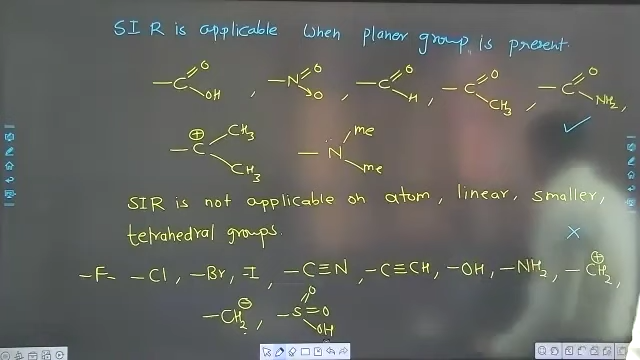 SIR is applicable when planer group is present.
—C(=O)OH , —N(=O)→O , —C(=O)H , —C(=O)CH₃ , —C(=O)NH₂ ,
—C⊕(CH₃)CH₃ —N̈(me)me ✓
SIR is not applicable on atom, linear, smaller,
tetrahedral groups. ×
–F– –Cl, –Br, –I –C≡N, –C≡CH, –OH, –NH₂, –CH₂⊕,
–CH₂⊖, –S(=O)(=O)OH